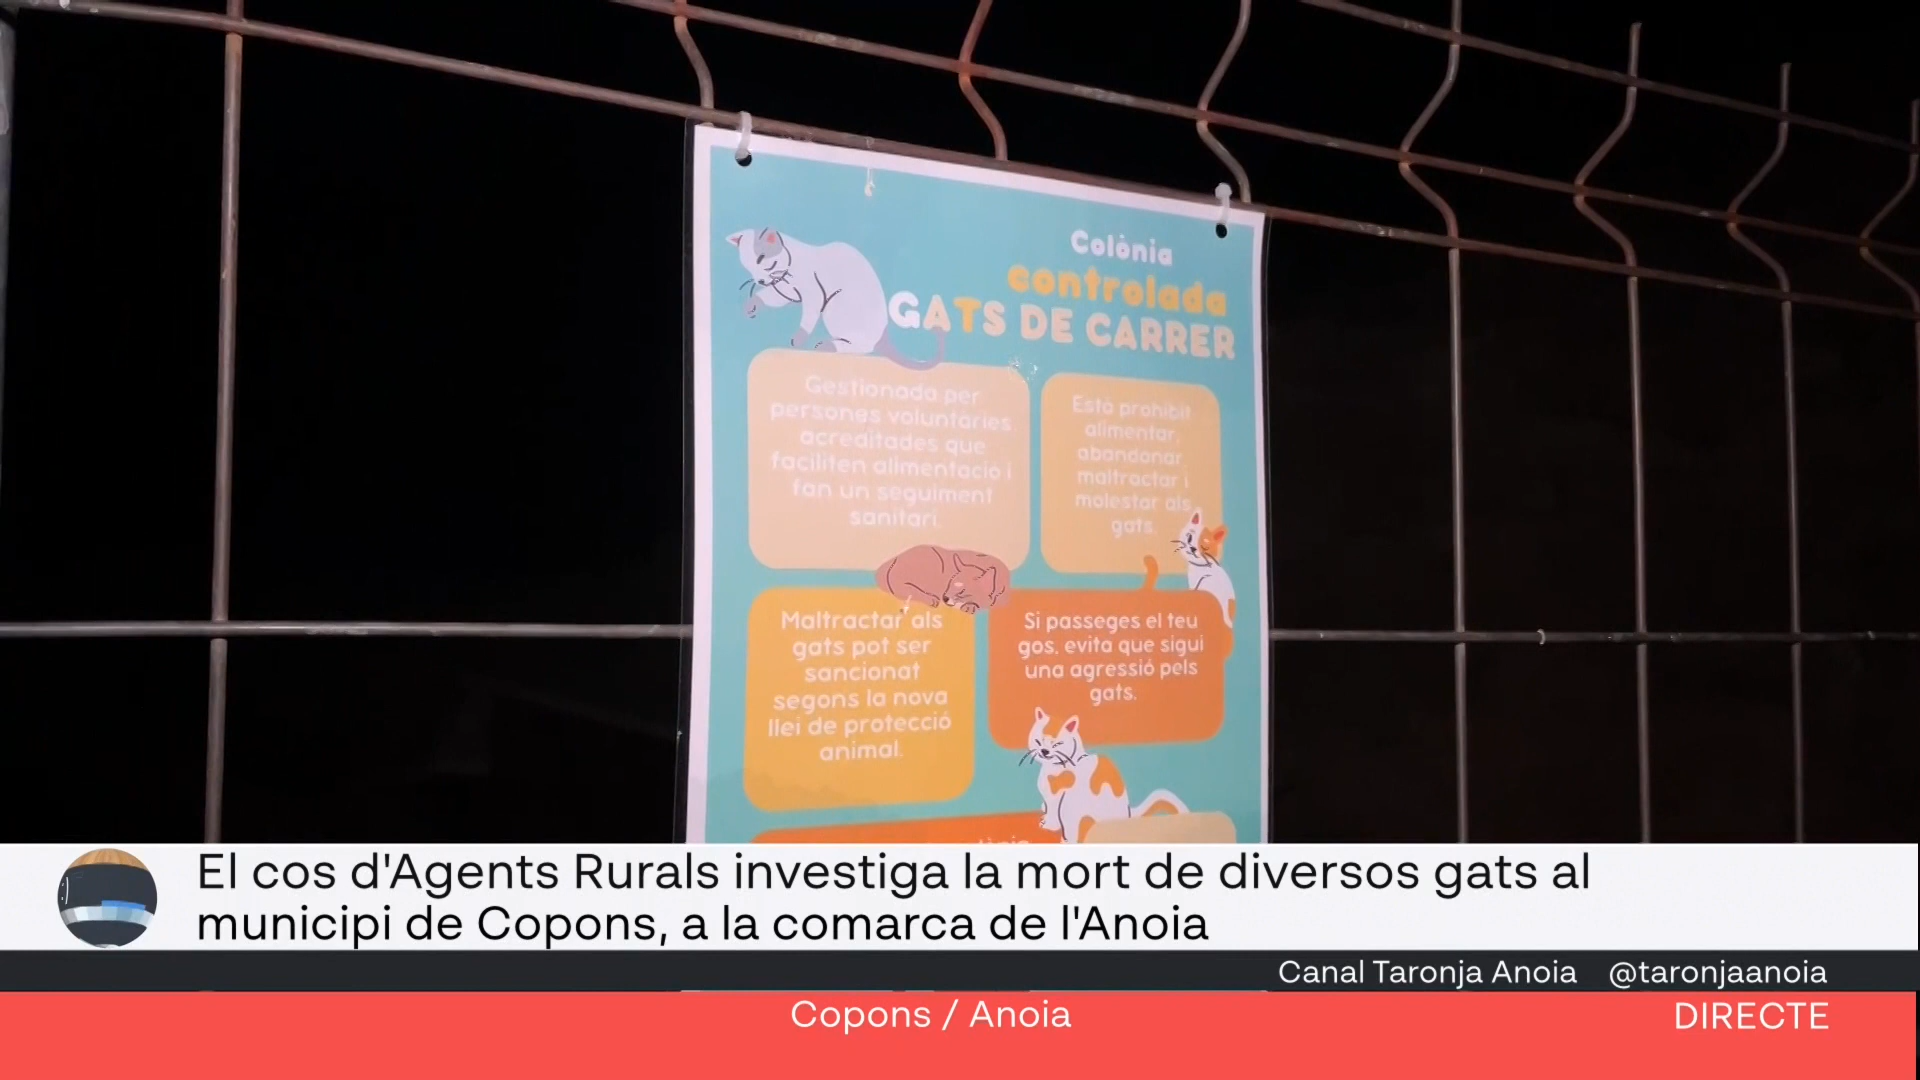 Colònia
controlada
GATS DE CARRER
Gestionada per
persones voluntàries
acreditades que
faciliten alimentació i
fan un seguiment
sanitari.
Està prohibit
alimentar,
abandonar,
maltractar i
molestar als
gats.
Maltractar als
gats pot ser
sancionat
segons la nova
llei de protecció
animal.
Si passeges el teu
gos, evita que sigui
una agressió pels
gats.
El cos d'Agents Rurals investiga la mort de diversos gats al
municipi de Copons, a la comarca de l'Anoia
Canal Taronja Anoia @taronjaanoia
Copons / Anoia
DIRECTE